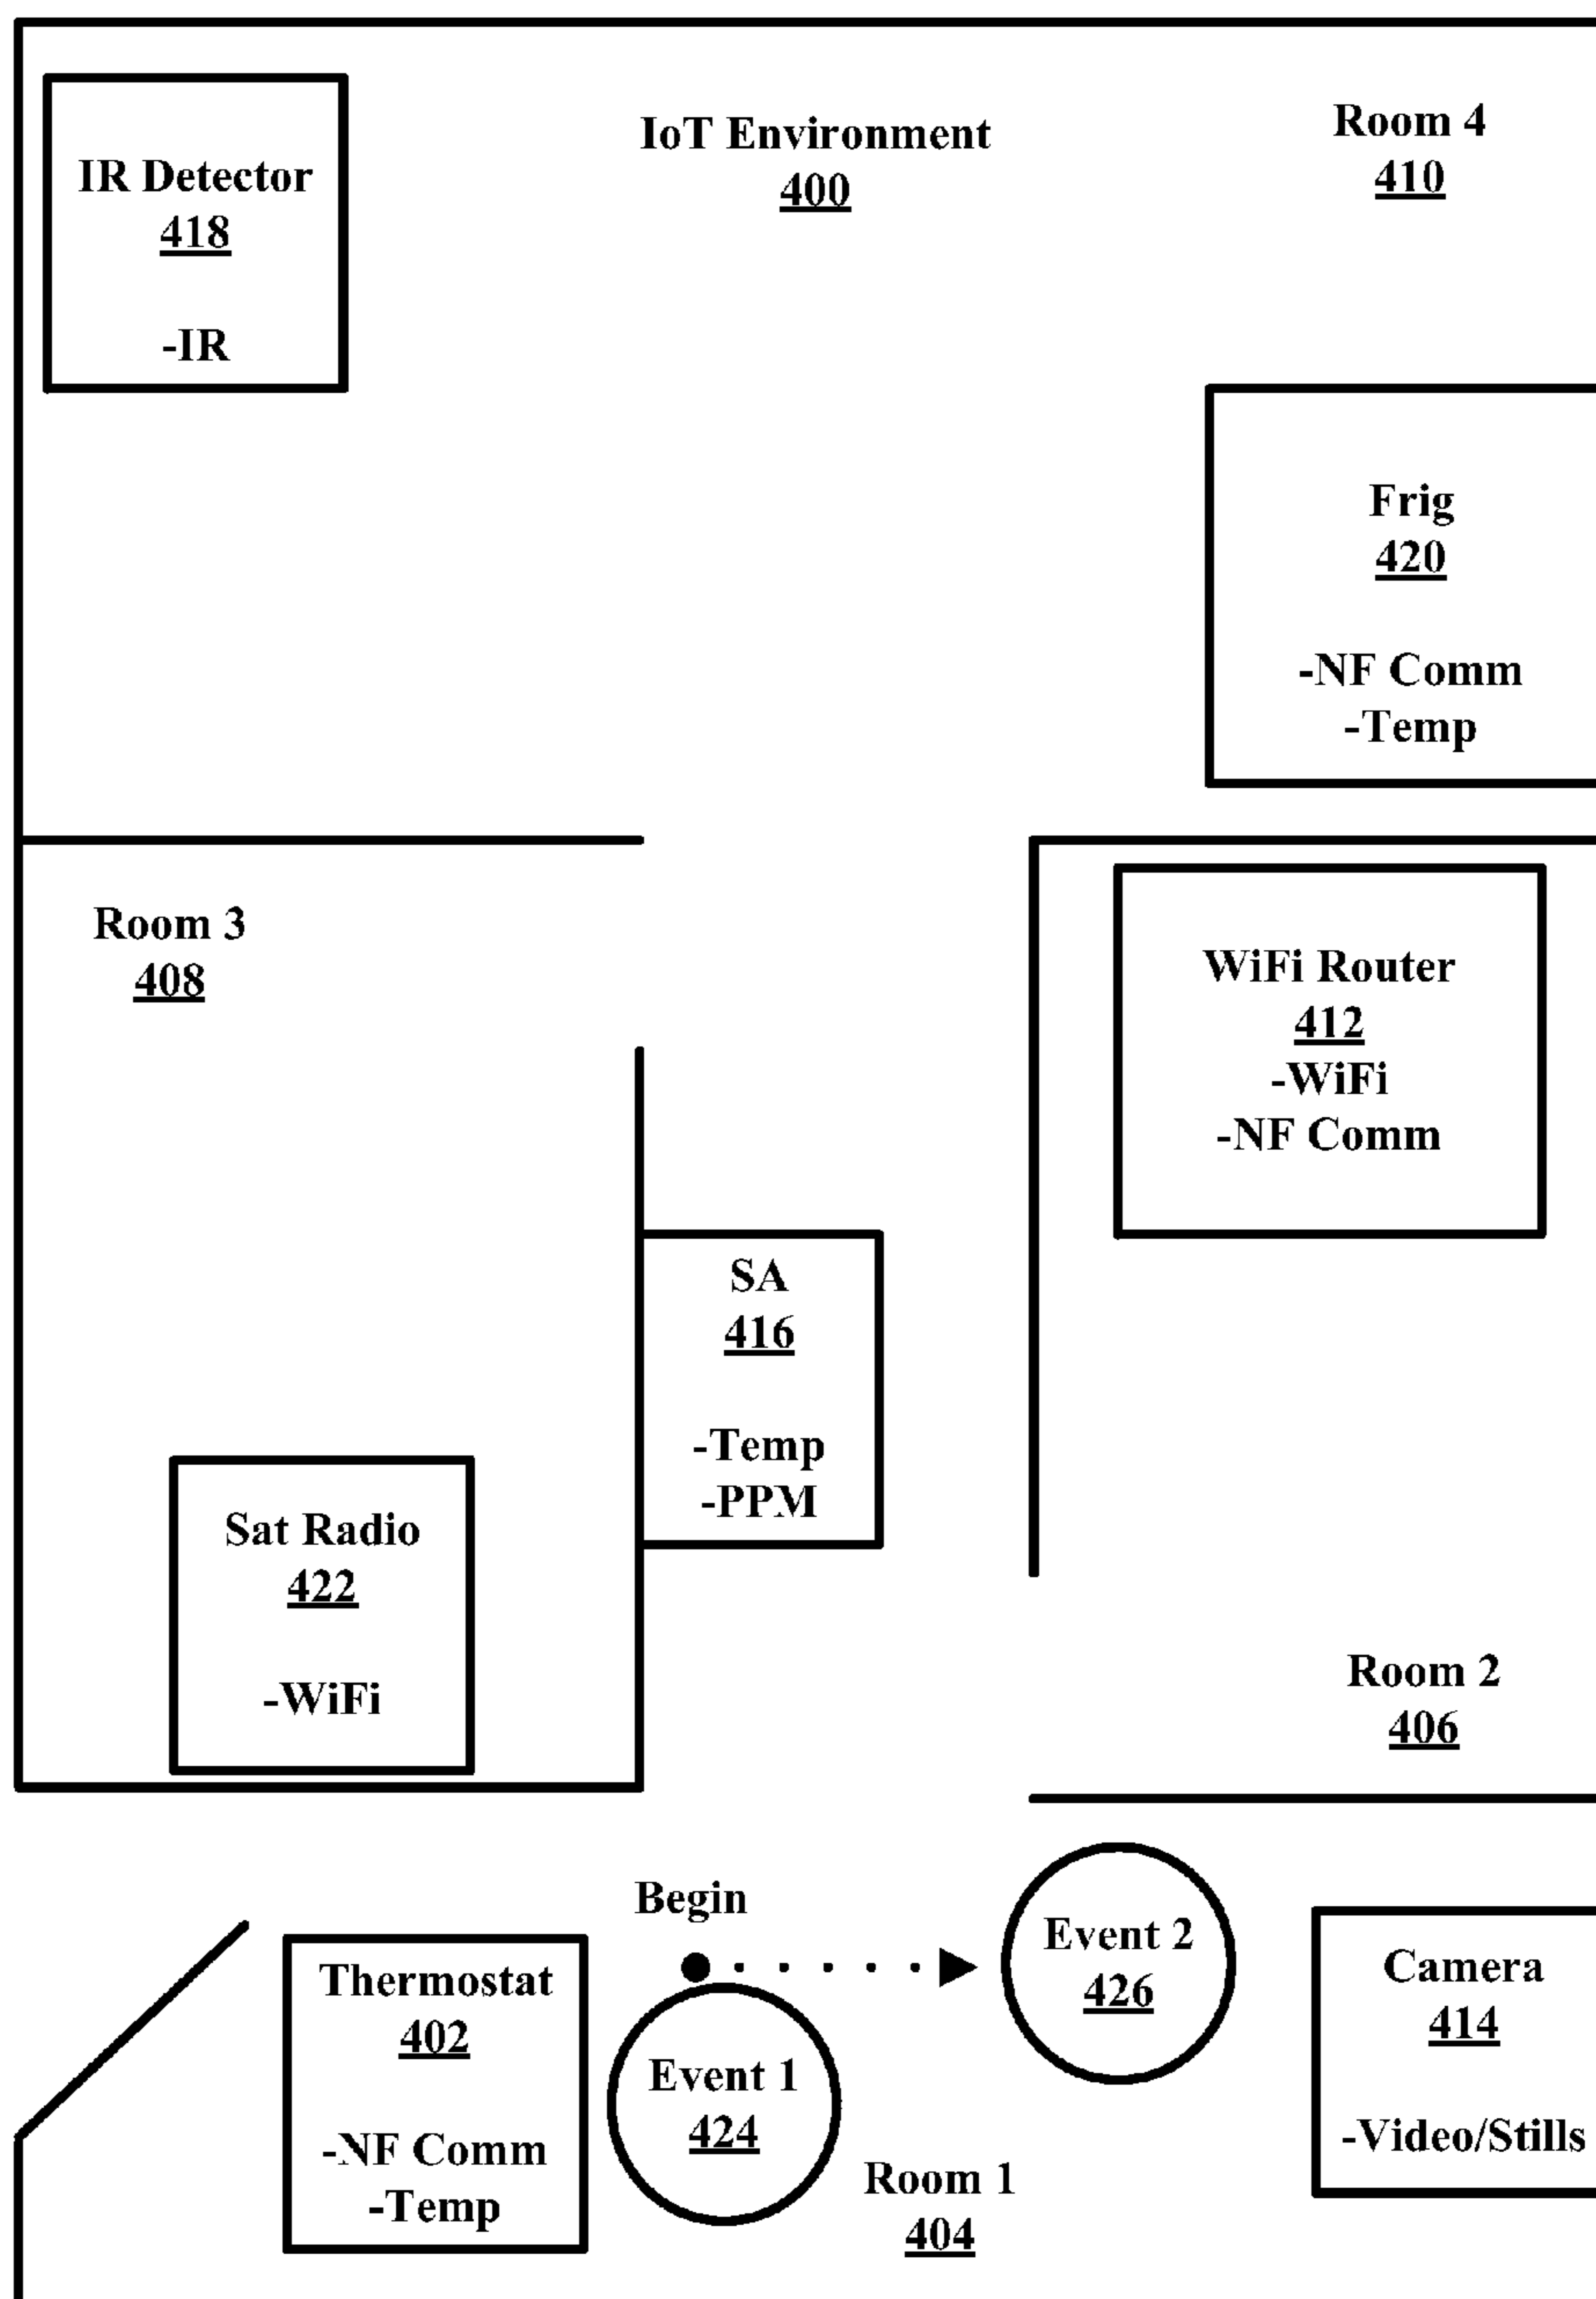 IoT Environment
400
Room 4
410
IR Detector
418
-IR
Frig
420
-NF Comm
-Temp
Room 3
408
WiFi Router
412
-WiFi
-NF Comm
SA
416
-Temp
-PPM
Sat Radio
422
-WiFi
Room 2
406
Begin
Event 2
426
Camera
414
-Video/Stills
Thermostat
402
-NF Comm
-Temp
Event 1
424
Room 1
404